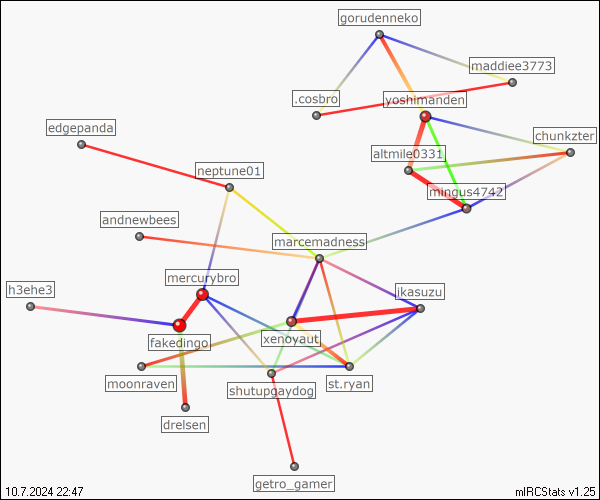 gorudenneko
maddiee3773
.cosbro
yoshimanden
edgepanda
chunkzter
altmile0331
neptune01
mingus4742
andnewbees
marcemadness
mercurybro
h3ehe3
ikasuzu
fakedingo
xenoyaut
moonraven
shutupgaydog
st.ryan
drelsen
getro_gamer
10.7.2024 22:47
mIRCStats v1.25